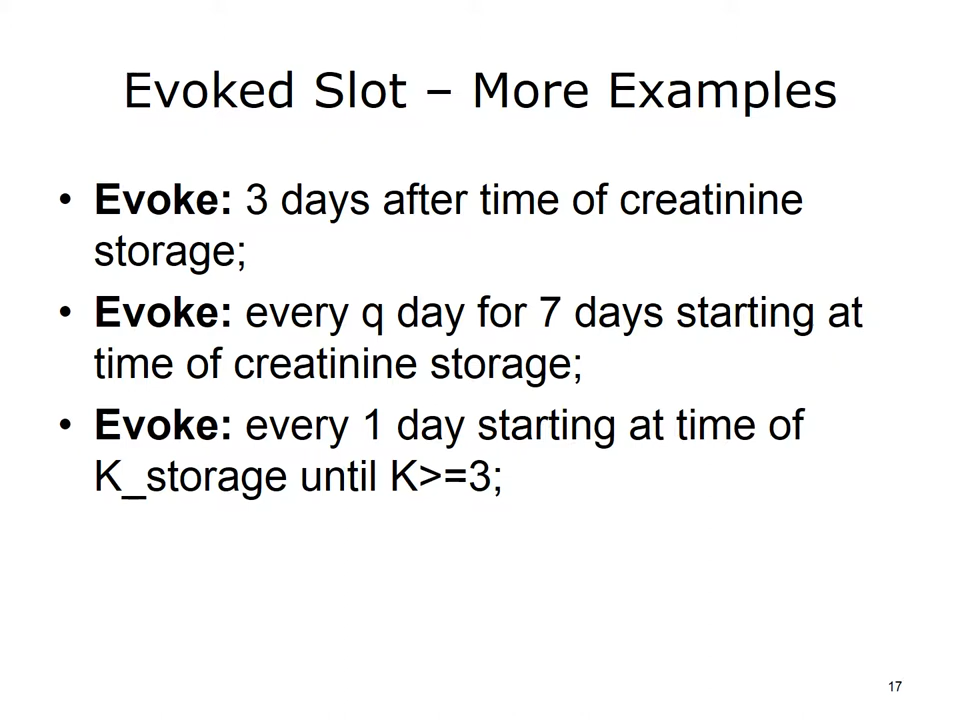 Evoked Slot – More Examples
• Evoke: 3 days after time of creatinine
storage;
• Evoke: every q day for 7 days starting at
time of creatinine storage;
• Evoke: every 1 day starting at time of
K_storage until K>=3;
17